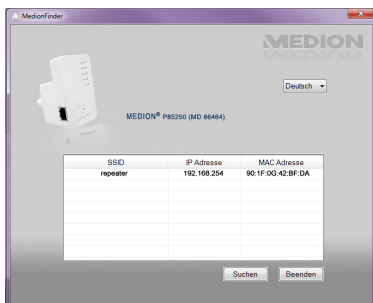 MedionFinder
MEDION
Deutsch
MEDION® P85250 (MD 86464)
SSID IP Adresse MAC Adresse
repeater 192.168.254 90:1F:0G:42:BF:DA
Suchen Beenden